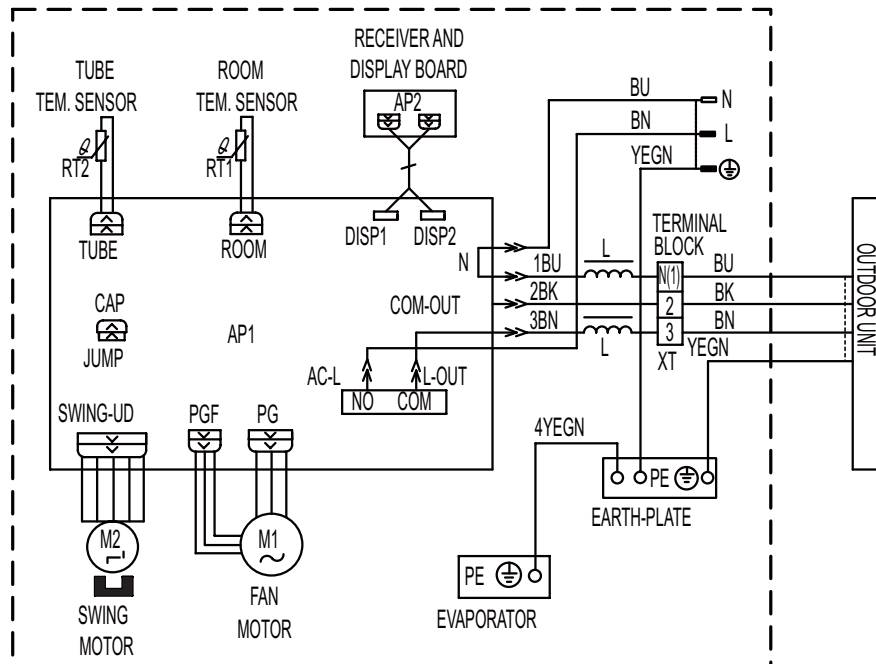 RECEIVER AND
DISPLAY BOARD
TUBE
TEM. SENSOR
ROOM
TEM. SENSOR
AP2
BU
N
BN
L
YEGN
RT2
RT1
TUBE
ROOM
DISP1
DISP2
TERMINAL
BLOCK
N
1BU
L
N(1)
BU
CAP
JUMP
AP1
COM-OUT
2BK
2
BK
3BN
L
3
BN
XT
YEGN
OUTDOOR UNIT
AC-L
L-OUT
NO
COM
SWING-UD
PGF
PG
4YEGN
PE
EARTH-PLATE
M2
M1
SWING
MOTOR
FAN
MOTOR
PE
EVAPORATOR